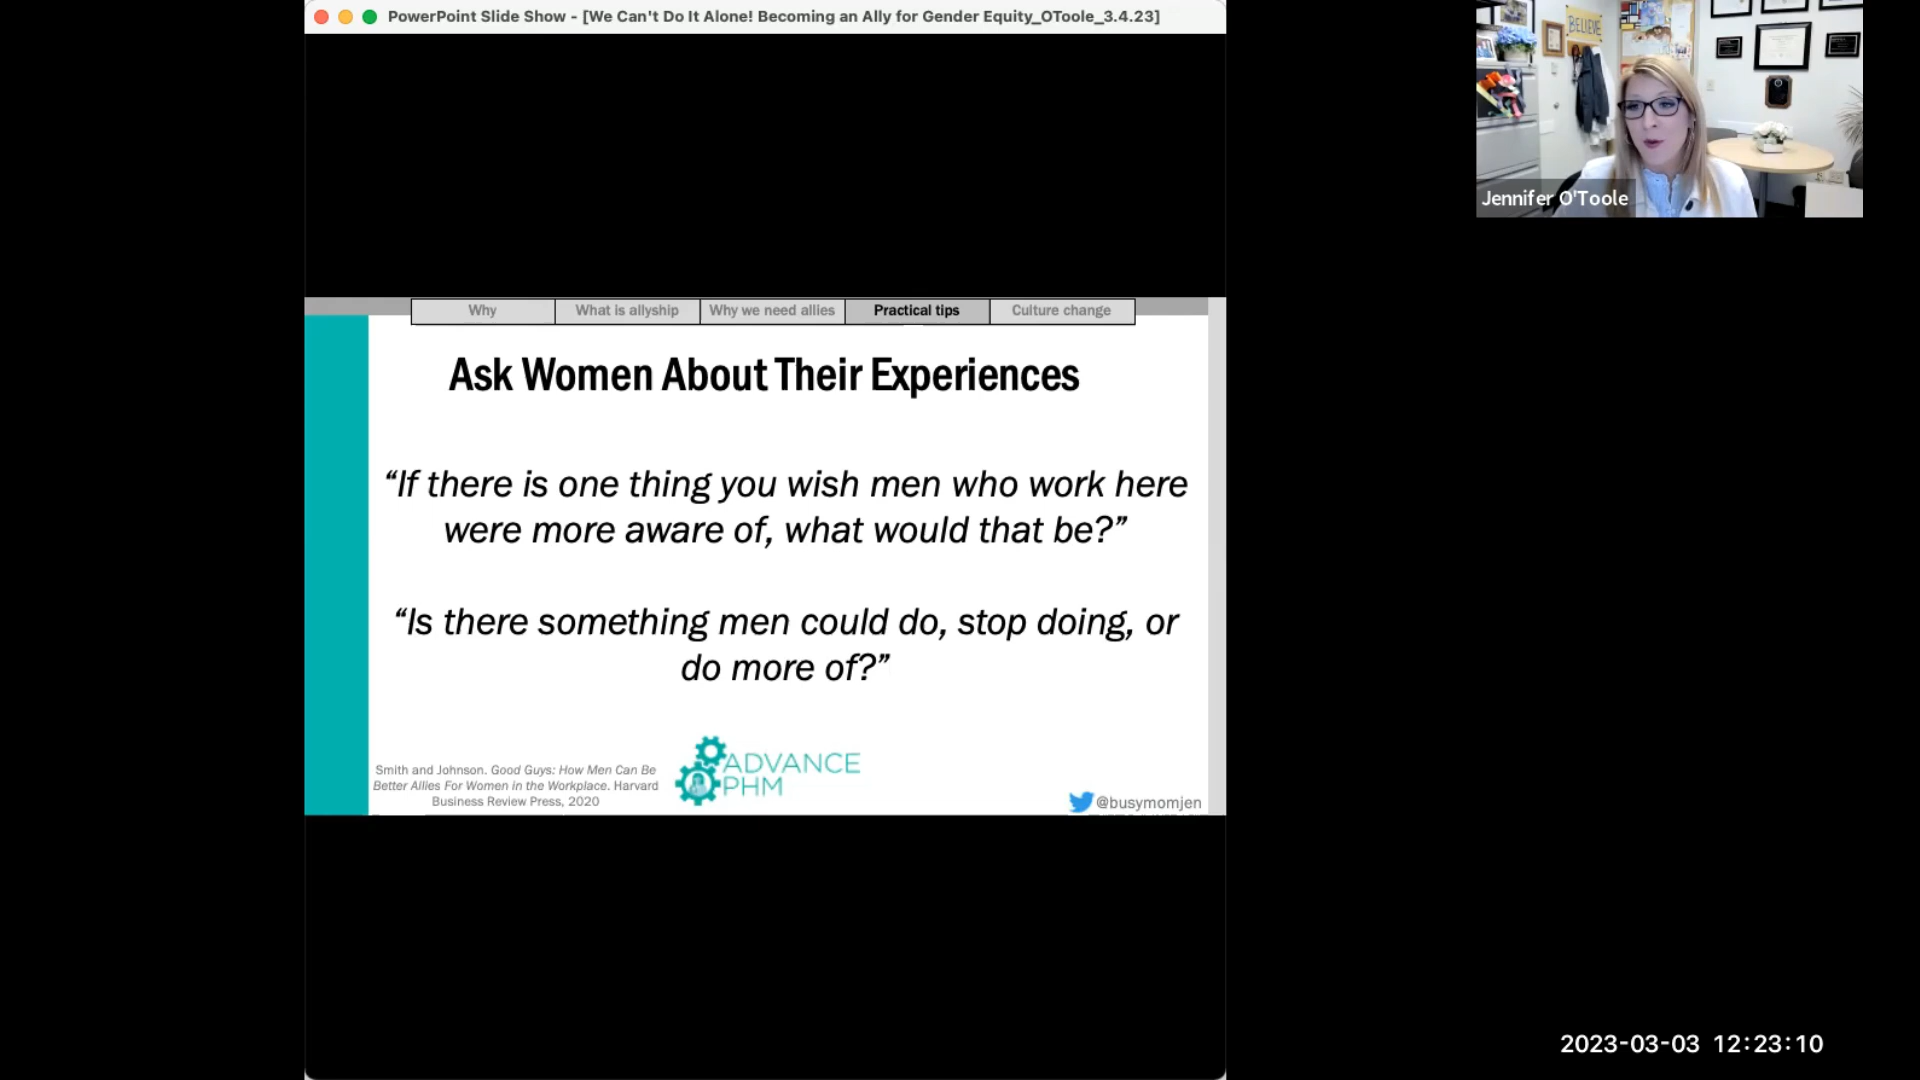 PowerPoint Slide Show - [We Can't Do It Alone! Becoming an Ally for Gender Equity_OToole_3.4.23]
BELIEVE
Jennifer O'Toole
Why
What is allyship
Why we need allies
Practical tips
Culture change
Ask Women About Their Experiences
“If there is one thing you wish men who work here
were more aware of, what would that be?”
“Is there something men could do, stop doing, or
do more of?”
Smith and Johnson. Good Guys: How Men Can Be
Better Allies For Women in the Workplace. Harvard
Business Review Press, 2020
ADVANCE
PHM
@busymomjen
2023-03-03 12:23:10